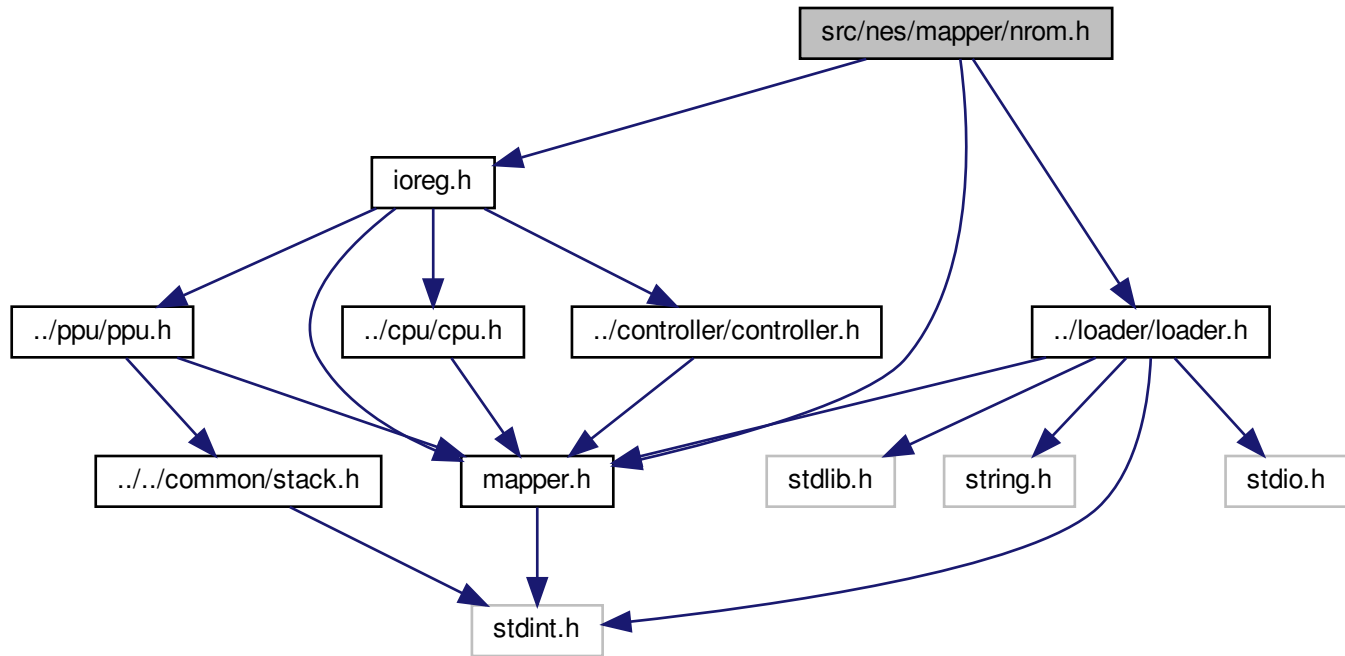 src/nes/mapper/nrom.h
ioreg.h
../ppu/ppu.h
../cpu/cpu.h
../controller/controller.h
../loader/loader.h
../../common/stack.h
mapper.h
stdlib.h
string.h
stdio.h
stdint.h